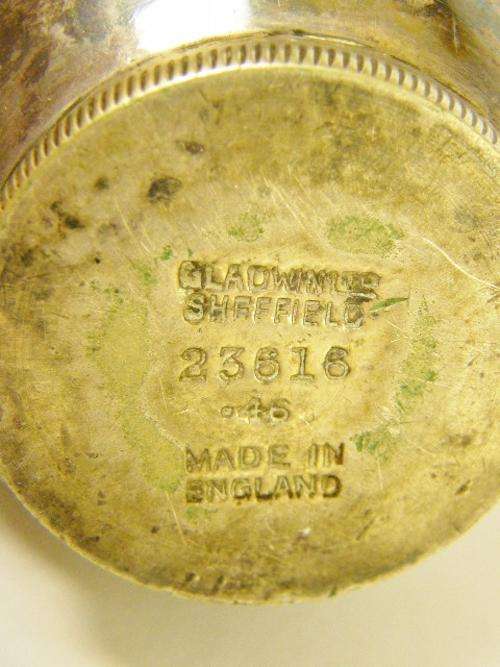 GLADWIN LTD
SHEFFIELD
23616
.46
MADE IN
ENGLAND